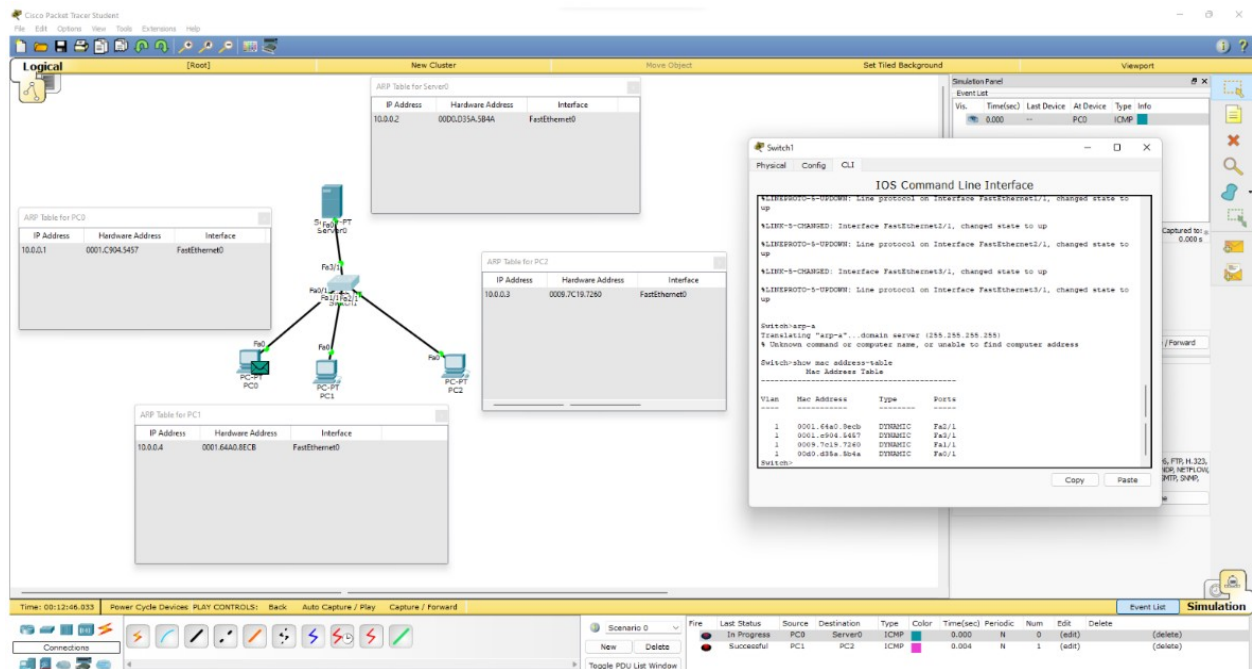 Cisco Packet Tracer Student
File Edit Options View Tools Extensions Help
Logical [Root] New Cluster Move Object Set Tiled Background Viewport
ARP Table for Server0
IP Address Hardware Address Interface
10.0.0.2 00D0.D35A.5B4A FastEthernet0
Simulation Panel
Event List
Vis. Time(sec) Last Device At Device Type Info
0.000 -- PC0 ICMP
Captured to:
0.000 s
/ Forward
Switch1
Physical Config CLI
IOS Command Line Interface
%LINEPROTO-5-UPDOWN: Line protocol on Interface FastEthernet1/1, changed state to
up
%LINK-5-CHANGED: Interface FastEthernet2/1, changed state to up
%LINEPROTO-5-UPDOWN: Line protocol on Interface FastEthernet2/1, changed state to
up
%LINK-5-CHANGED: Interface FastEthernet3/1, changed state to up
%LINEPROTO-5-UPDOWN: Line protocol on Interface FastEthernet3/1, changed state to
up
Switch>arp-a
Translating "arp-a"...domain server (255.255.255.255)
% Unknown command or computer name, or unable to find computer address
Switch>show mac address-table
Mac Address Table
-------------------------------------------
Vlan Mac Address Type Ports
---- ----------- -------- -----
1 0001.64a0.8ecb DYNAMIC Fa2/1
1 0001.c904.5457 DYNAMIC Fa3/1
1 0009.7c19.7260 DYNAMIC Fa1/1
1 00d0.d35a.5b4a DYNAMIC Fa0/1
Switch>
Copy Paste
ARP Table for PC0
IP Address Hardware Address Interface
10.0.0.1 0001.C904.5457 FastEthernet0
Fa0
Server0
Fa3/1
Fa0/1
Fa1/1 Fa2/1
Fa0 Fa0 Fa0
PC-PT
PC0
PC-PT
PC1
PC-PT
PC2
ARP Table for PC2
IP Address Hardware Address Interface
10.0.0.3 0009.7C19.7260 FastEthernet0
ARP Table for PC1
IP Address Hardware Address Interface
10.0.0.4 0001.64A0.8ECB FastEthernet0
6, FTP, H.323,
NETFLOW,
SMTP, SNMP,
Time: 00:12:46.033 Power Cycle Devices PLAY CONTROLS: Back Auto Capture / Play Capture / Forward Event List Simulation
Connections
Scenario 0
New Delete
Toggle PDU List Window
Fire Last Status Source Destination Type Color Time(sec) Periodic Num Edit Delete
In Progress PC0 Server0 ICMP 0.000 N 0 (edit) (delete)
Successful PC1 PC2 ICMP 0.004 N 1 (edit) (delete)